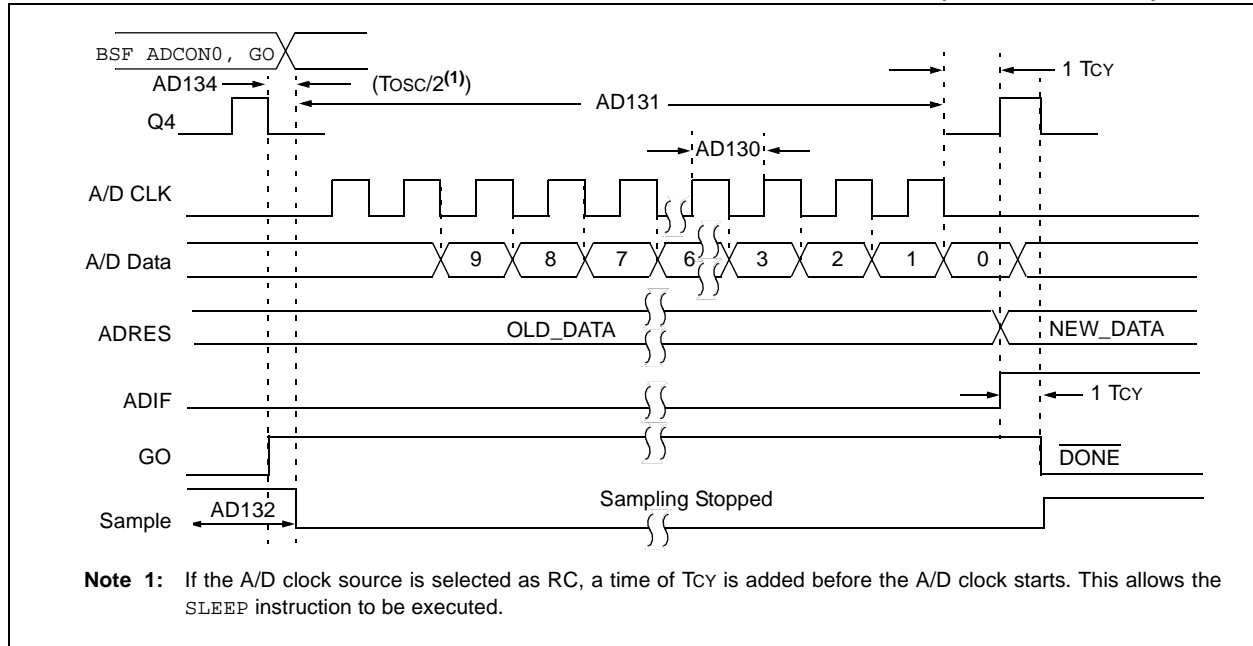 BSF ADCON0, GO
AD134
(TOSC/2(1))
AD131
1 TCY
Q4
AD130
A/D CLK
A/D Data
9 8 7 6 3 2 1 0
ADRES
OLD_DATA
NEW_DATA
ADIF
1 TCY
GO
DONE
Sample
AD132
Sampling Stopped
Note 1: If the A/D clock source is selected as RC, a time of TCY is added before the A/D clock starts. This allows the
SLEEP instruction to be executed.